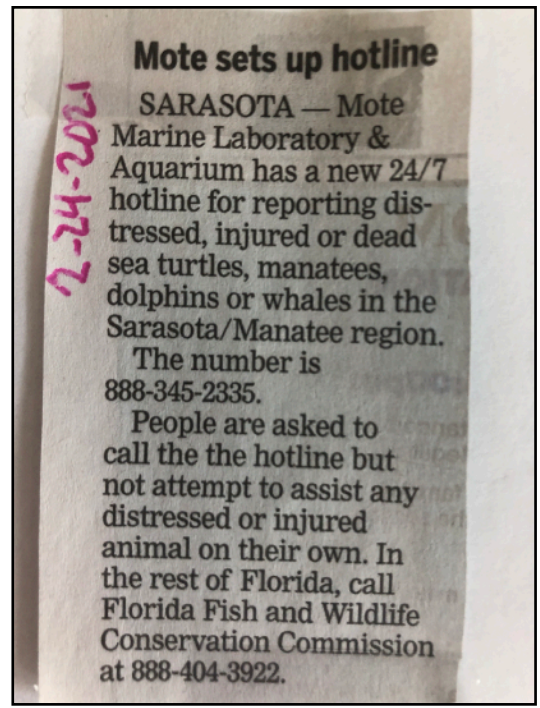 Mote sets up hotline
SARASOTA — Mote
Marine Laboratory &
Aquarium has a new 24/7
hotline for reporting dis-
tressed, injured or dead
sea turtles, manatees,
dolphins or whales in the
Sarasota/Manatee region.
The number is
888-345-2335.
People are asked to
call the the hotline but
not attempt to assist any
distressed or injured
animal on their own. In
the rest of Florida, call
Florida Fish and Wildlife
Conservation Commission
at 888-404-3922.
2-24-2021